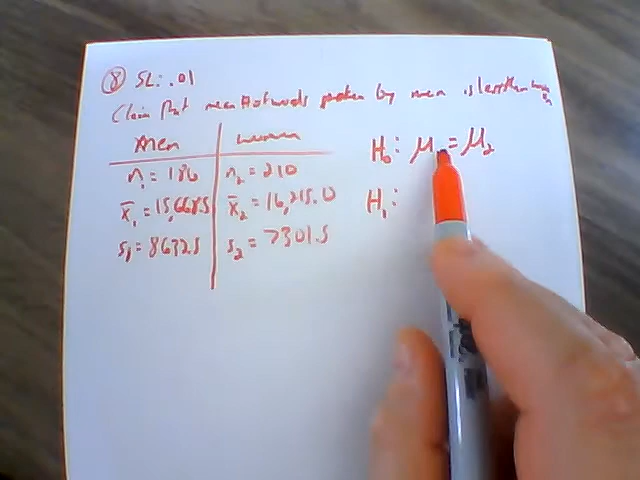 8 SL: .01
Claim that mean # of words spoken by men is less than
Men women
n₁ = 186 n₂ = 210
x̄₁ = 15,668.5 x̄₂ = 16,215.0
s₁ = 8632.5 s₂ = 7301.5
H₀: μ₁ = μ₂
H₁: